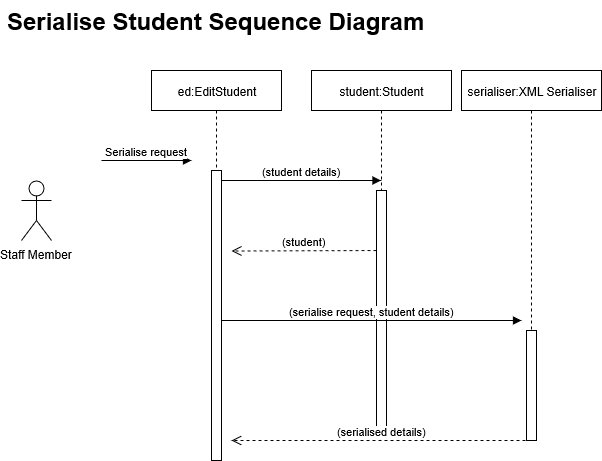 Serialise Student Sequence Diagram
ed:EditStudent
student:Student
serialiser:XML Serialiser
Serialise request
(student details)
Staff Member
(student)
(serialise request, student details)
(serialised details)